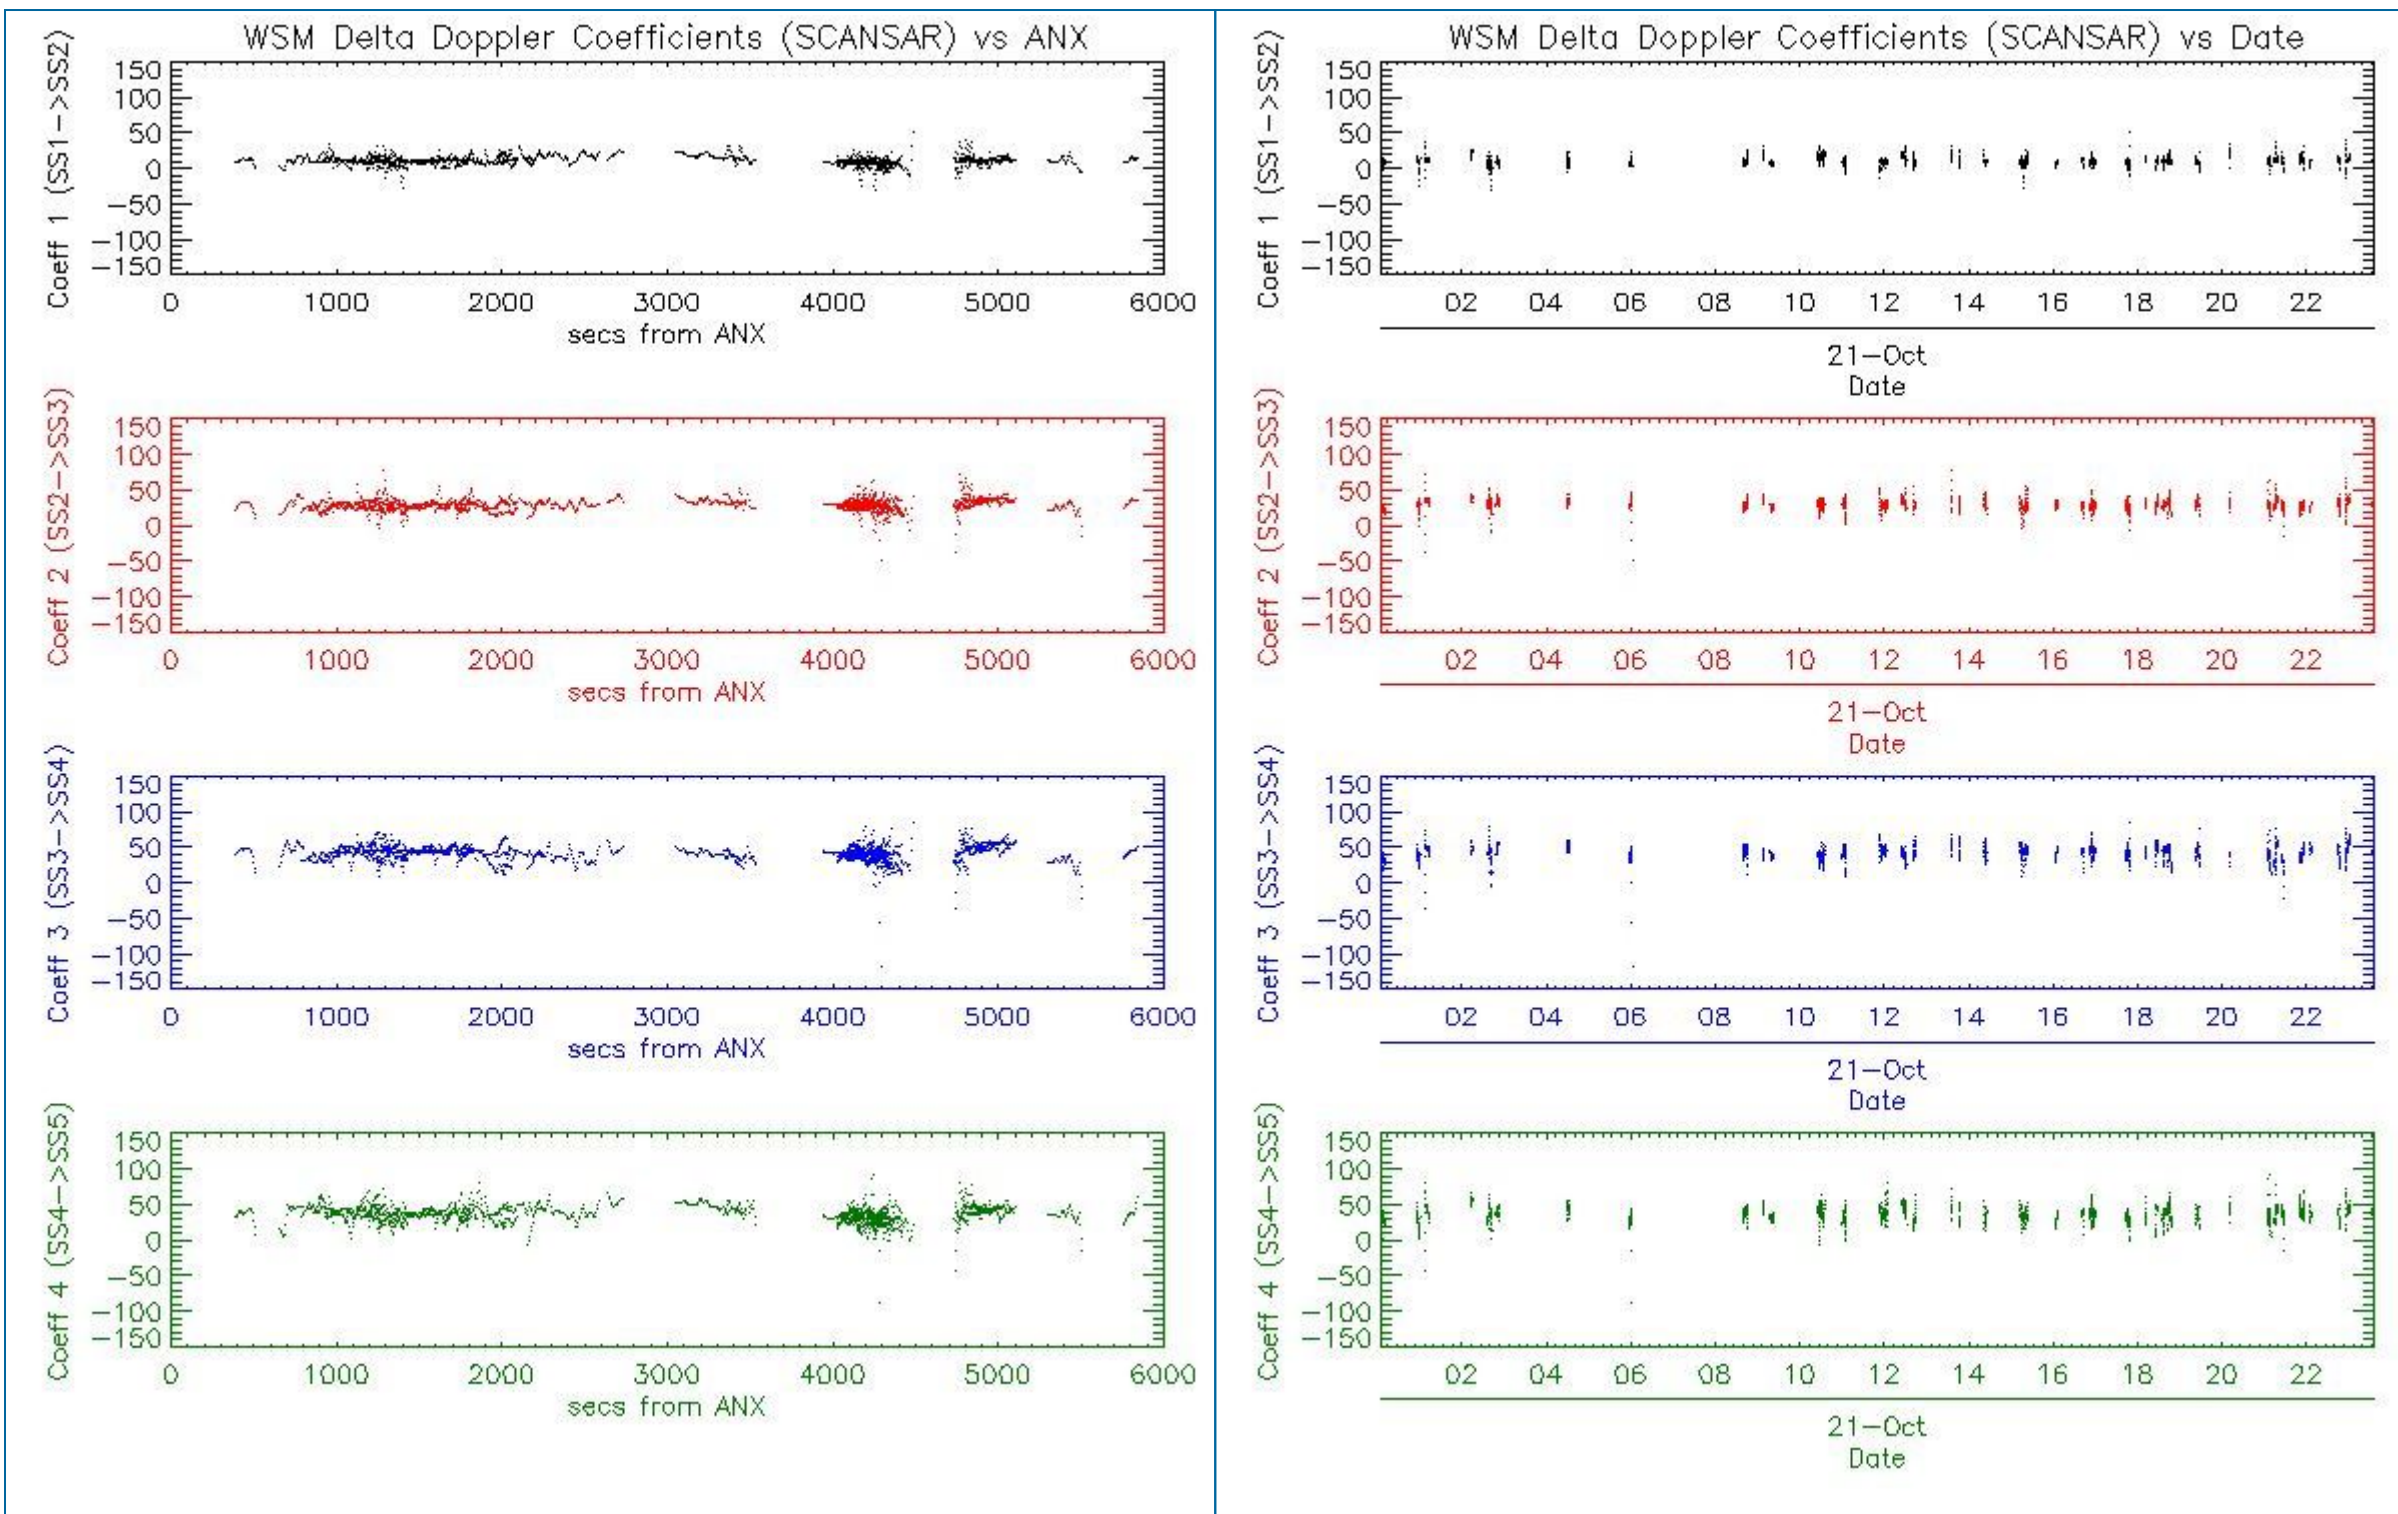 WSM Delta Doppler Coefficients (SCANSAR) vs ANX
Coeff 1 (SS1->SS2)
150
100
50
0
-50
-100
-150
0 1000 2000 3000 4000 5000 6000
secs from ANX
Coeff 2 (SS2->SS3)
150
100
50
0
-50
-100
-150
0 1000 2000 3000 4000 5000 6000
secs from ANX
Coeff 3 (SS3->SS4)
150
100
50
0
-50
-100
-150
0 1000 2000 3000 4000 5000 6000
secs from ANX
Coeff 4 (SS4->SS5)
150
100
50
0
-50
-100
-150
0 1000 2000 3000 4000 5000 6000
secs from ANX
WSM Delta Doppler Coefficients (SCANSAR) vs Date
Coeff 1 (SS1->SS2)
150
100
50
0
-50
-100
-150
02 04 06 08 10 12 14 16 18 20 22
21-Oct
Date
Coeff 2 (SS2->SS3)
150
100
50
0
-50
-100
-150
02 04 06 08 10 12 14 16 18 20 22
21-Oct
Date
Coeff 3 (SS3->SS4)
150
100
50
0
-50
-100
-150
02 04 06 08 10 12 14 16 18 20 22
21-Oct
Date
Coeff 4 (SS4->SS5)
150
100
50
0
-50
-100
-150
02 04 06 08 10 12 14 16 18 20 22
21-Oct
Date